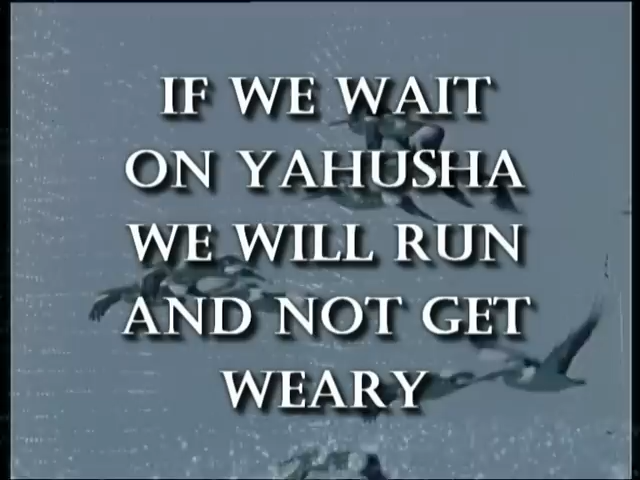 IF WE WAIT
ON YAHUSHA
WE WILL RUN
AND NOT GET
WEARY